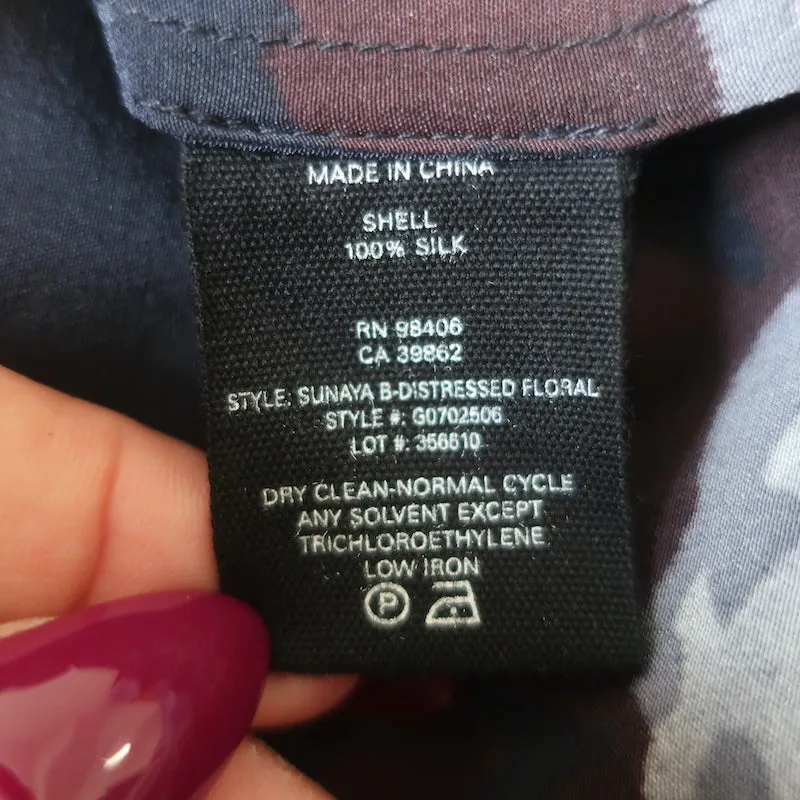 MADE IN CHINA
SHELL
100% SILK
RN 98406
CA 39862
STYLE: SUNAYA B-DISTRESSED FLORAL
STYLE #: G0702506
LOT #: 356610
DRY CLEAN-NORMAL CYCLE
ANY SOLVENT EXCEPT
TRICHLOROETHYLENE
LOW IRON
P